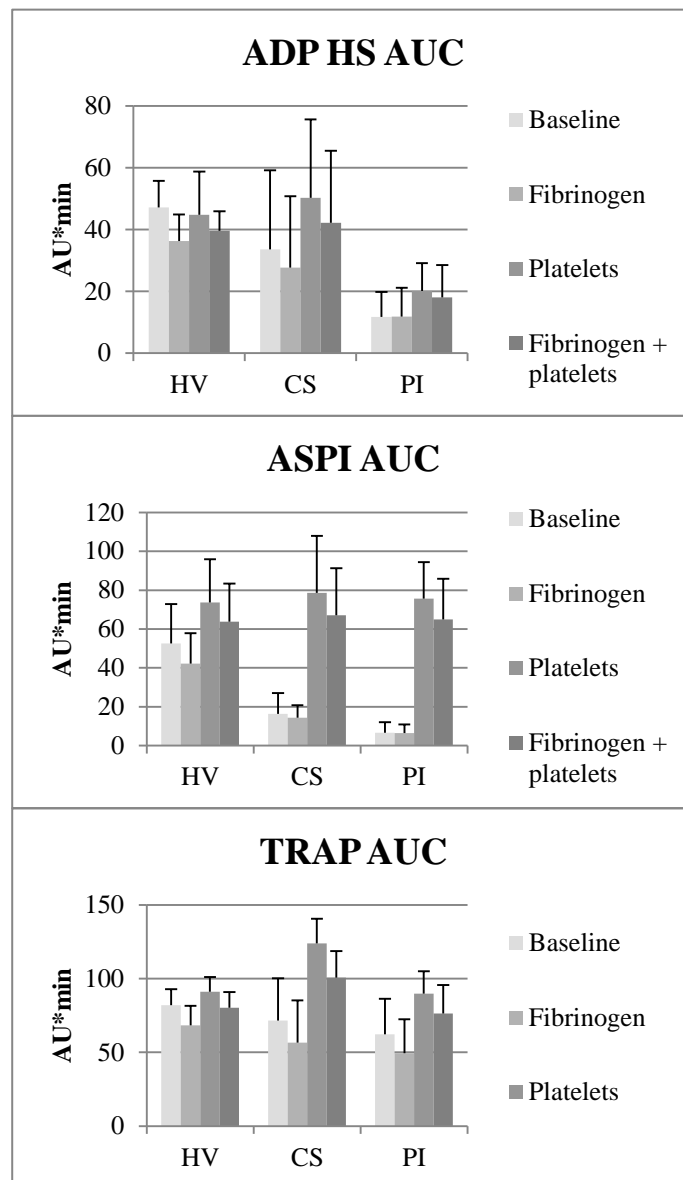 ADP HS AUC
80
60
40
20
0
AU*min
HV CS PI
Baseline
Fibrinogen
Platelets
Fibrinogen +
platelets
ASPI AUC
120
100
80
60
40
20
0
AU*min
HV CS PI
Baseline
Fibrinogen
Platelets
Fibrinogen +
platelets
TRAP AUC
150
100
50
0
AU*min
HV CS PI
Baseline
Fibrinogen
Platelets